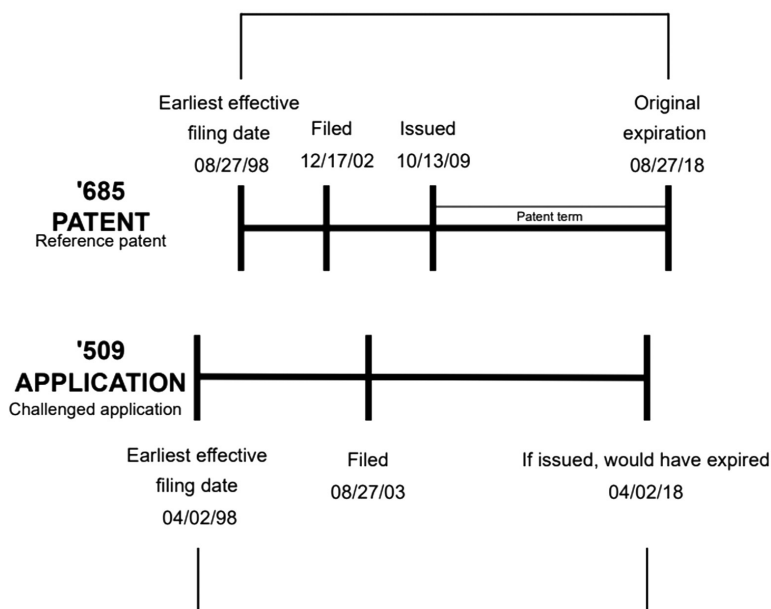 Earliest effective
filing date
08/27/98
Filed
12/17/02
Issued
10/13/09
Original
expiration
08/27/18
'685
PATENT
Reference patent
Patent term
'509
APPLICATION
Challenged application
Earliest effective
filing date
04/02/98
Filed
08/27/03
If issued, would have expired
04/02/18